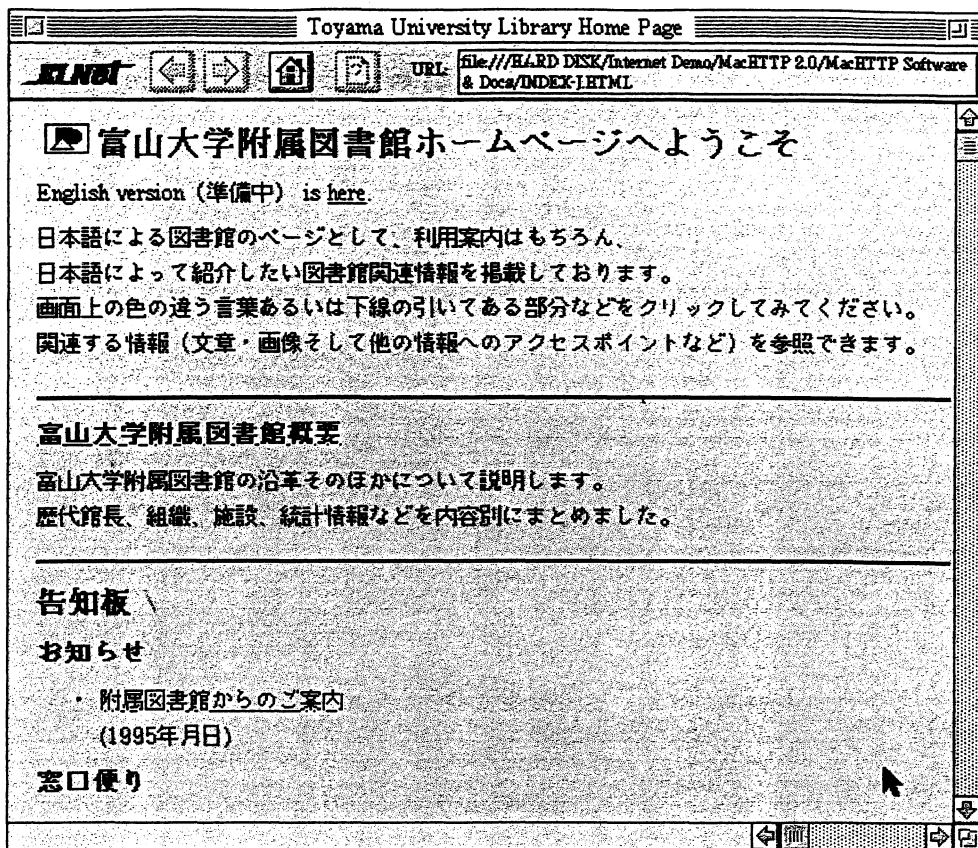 Toyama University Library Home Page
URL:
file:///HARD DISK/Internet Demo/MacHTTP 2.0/MacHTTP Software
& Docs/INDEX-J.HTML
富山大学附属図書館ホームページへようこそ
English version (準備中) is here.
日本語による図書館のページとして、利用案内はもちろん、
日本語によって紹介したい図書館関連情報を掲載しております。
画面上の色の違う言葉あるいは下線の引いてある部分などをクリックしてみてください。
関連する情報(文章・画像そして他の情報へのアクセスポイントなど)を参照できます。
富山大学附属図書館概要
富山大学附属図書館の沿革そのほかについて説明します。
歴代館長、組織、施設、統計情報などを内容別にまとめました。
告知板
お知らせ
・ 附属図書館からのご案内
(1995年月日)
窓口便り